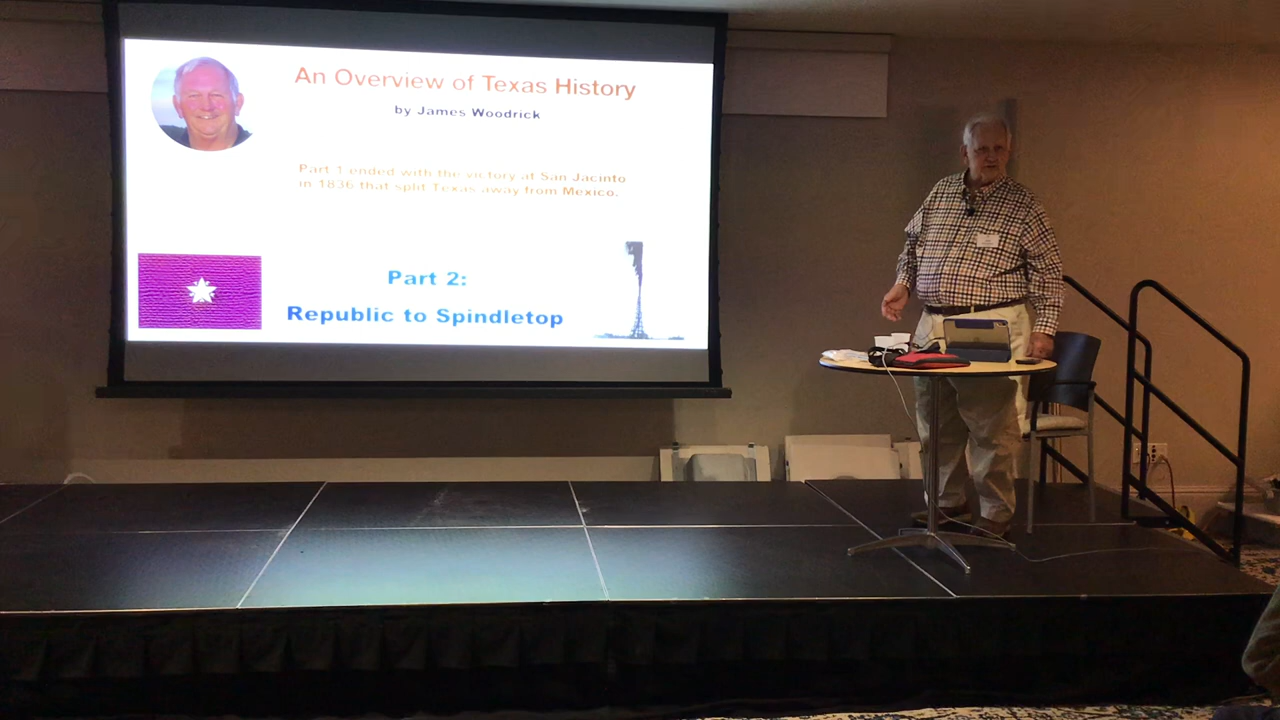 An Overview of Texas History
by James Woodrick
Part 1 ended with the victory at San Jacinto
in 1836 that split Texas away from Mexico.
Part 2:
Republic to Spindletop